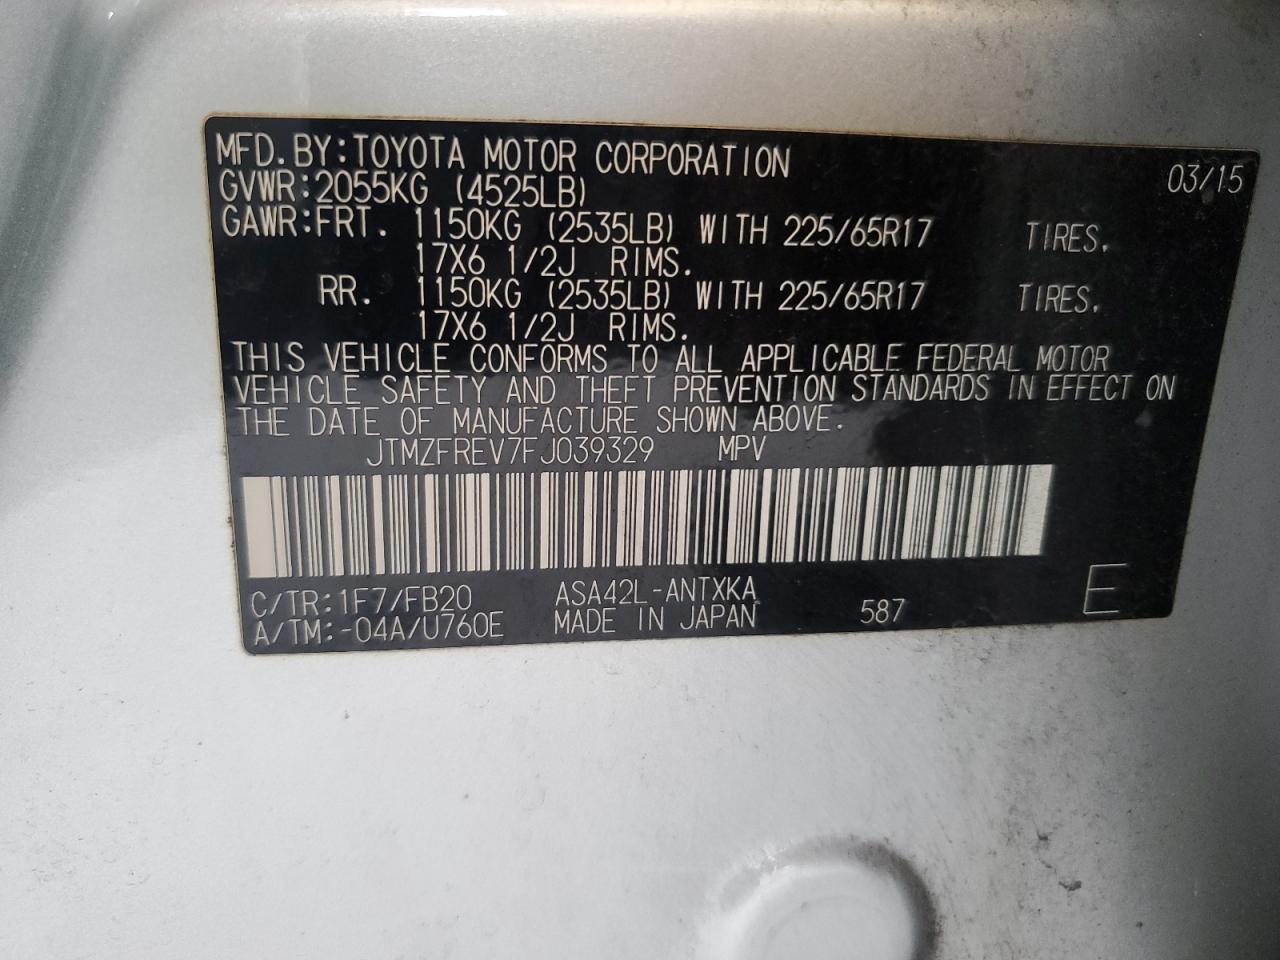 MFD.BY:TOYOTA MOTOR CORPORATION 03/15
GVWR:2055KG (4525LB)
GAWR:FRT. 1150KG (2535LB) WITH 225/65R17 TIRES.
17X6 1/2J RIMS.
RR. 1150KG (2535LB) WITH 225/65R17 TIRES.
17X6 1/2J RIMS.
THIS VEHICLE CONFORMS TO ALL APPLICABLE FEDERAL MOTOR
VEHICLE SAFETY AND THEFT PREVENTION STANDARDS IN EFFECT ON
THE DATE OF MANUFACTURE SHOWN ABOVE.
JTMZFREV7FJ039329 MPV
C/TR:1F7/FB20 ASA42L-ANTXKA
A/TM:-04A/U760E MADE IN JAPAN 587 E